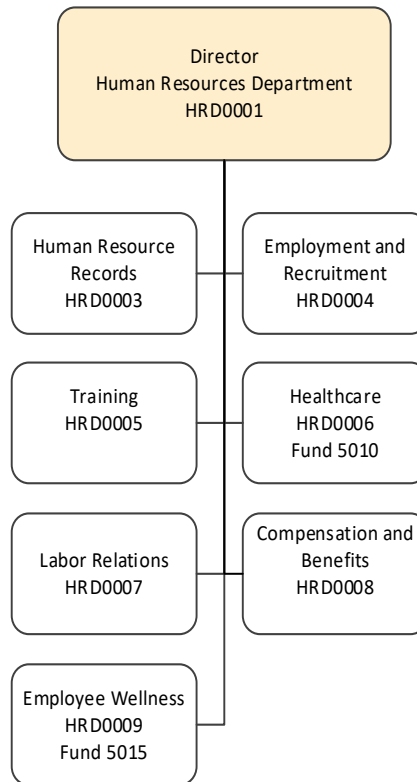 Director
Human Resources Department
HRD0001
Human Resource
Records
HRD0003
Employment and
Recruitment
HRD0004
Training
HRD0005
Healthcare
HRD0006
Fund 5010
Labor Relations
HRD0007
Compensation and
Benefits
HRD0008
Employee Wellness
HRD0009
Fund 5015